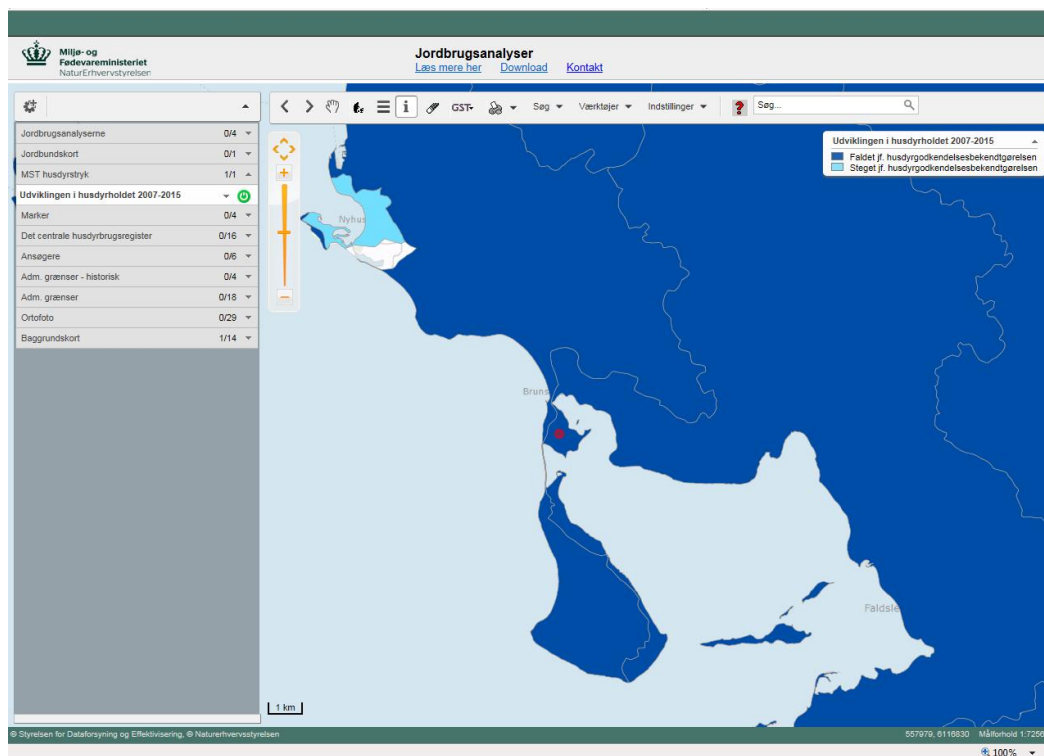 Miljø- og
Fødevareministeriet
NaturErhvervstyrelsen
Jordbrugsanalyser
Læs mere her Download Kontakt
GST Søg Værktøjer Indstillinger ? Søg...
Jordbrugsanalyserne 0/4
Jordbundskort 0/1
MST husdyrstryk 1/1
Udviklingen i husdyrholdet 2007-2015
Marker 0/4
Det centrale husdyrbrugsregister 0/16
Ansøgere 0/6
Adm. grænser - historisk 0/4
Adm. grænser 0/18
Ortofoto 0/29
Baggrundskort 1/14
Udviklingen i husdyrholdet 2007-2015
Faldet jf. husdyrgodkendelsesbekendtgørelsen
Steget jf. husdyrgodkendelsesbekendtgørelsen
Nyhus
Bruns
Faldsle
1 km
© Styrelsen for Dataforsyning og Effektivisering, © Naturerhvervsstyrelsen 557979, 6116830 Målforhold 1:7256
100%